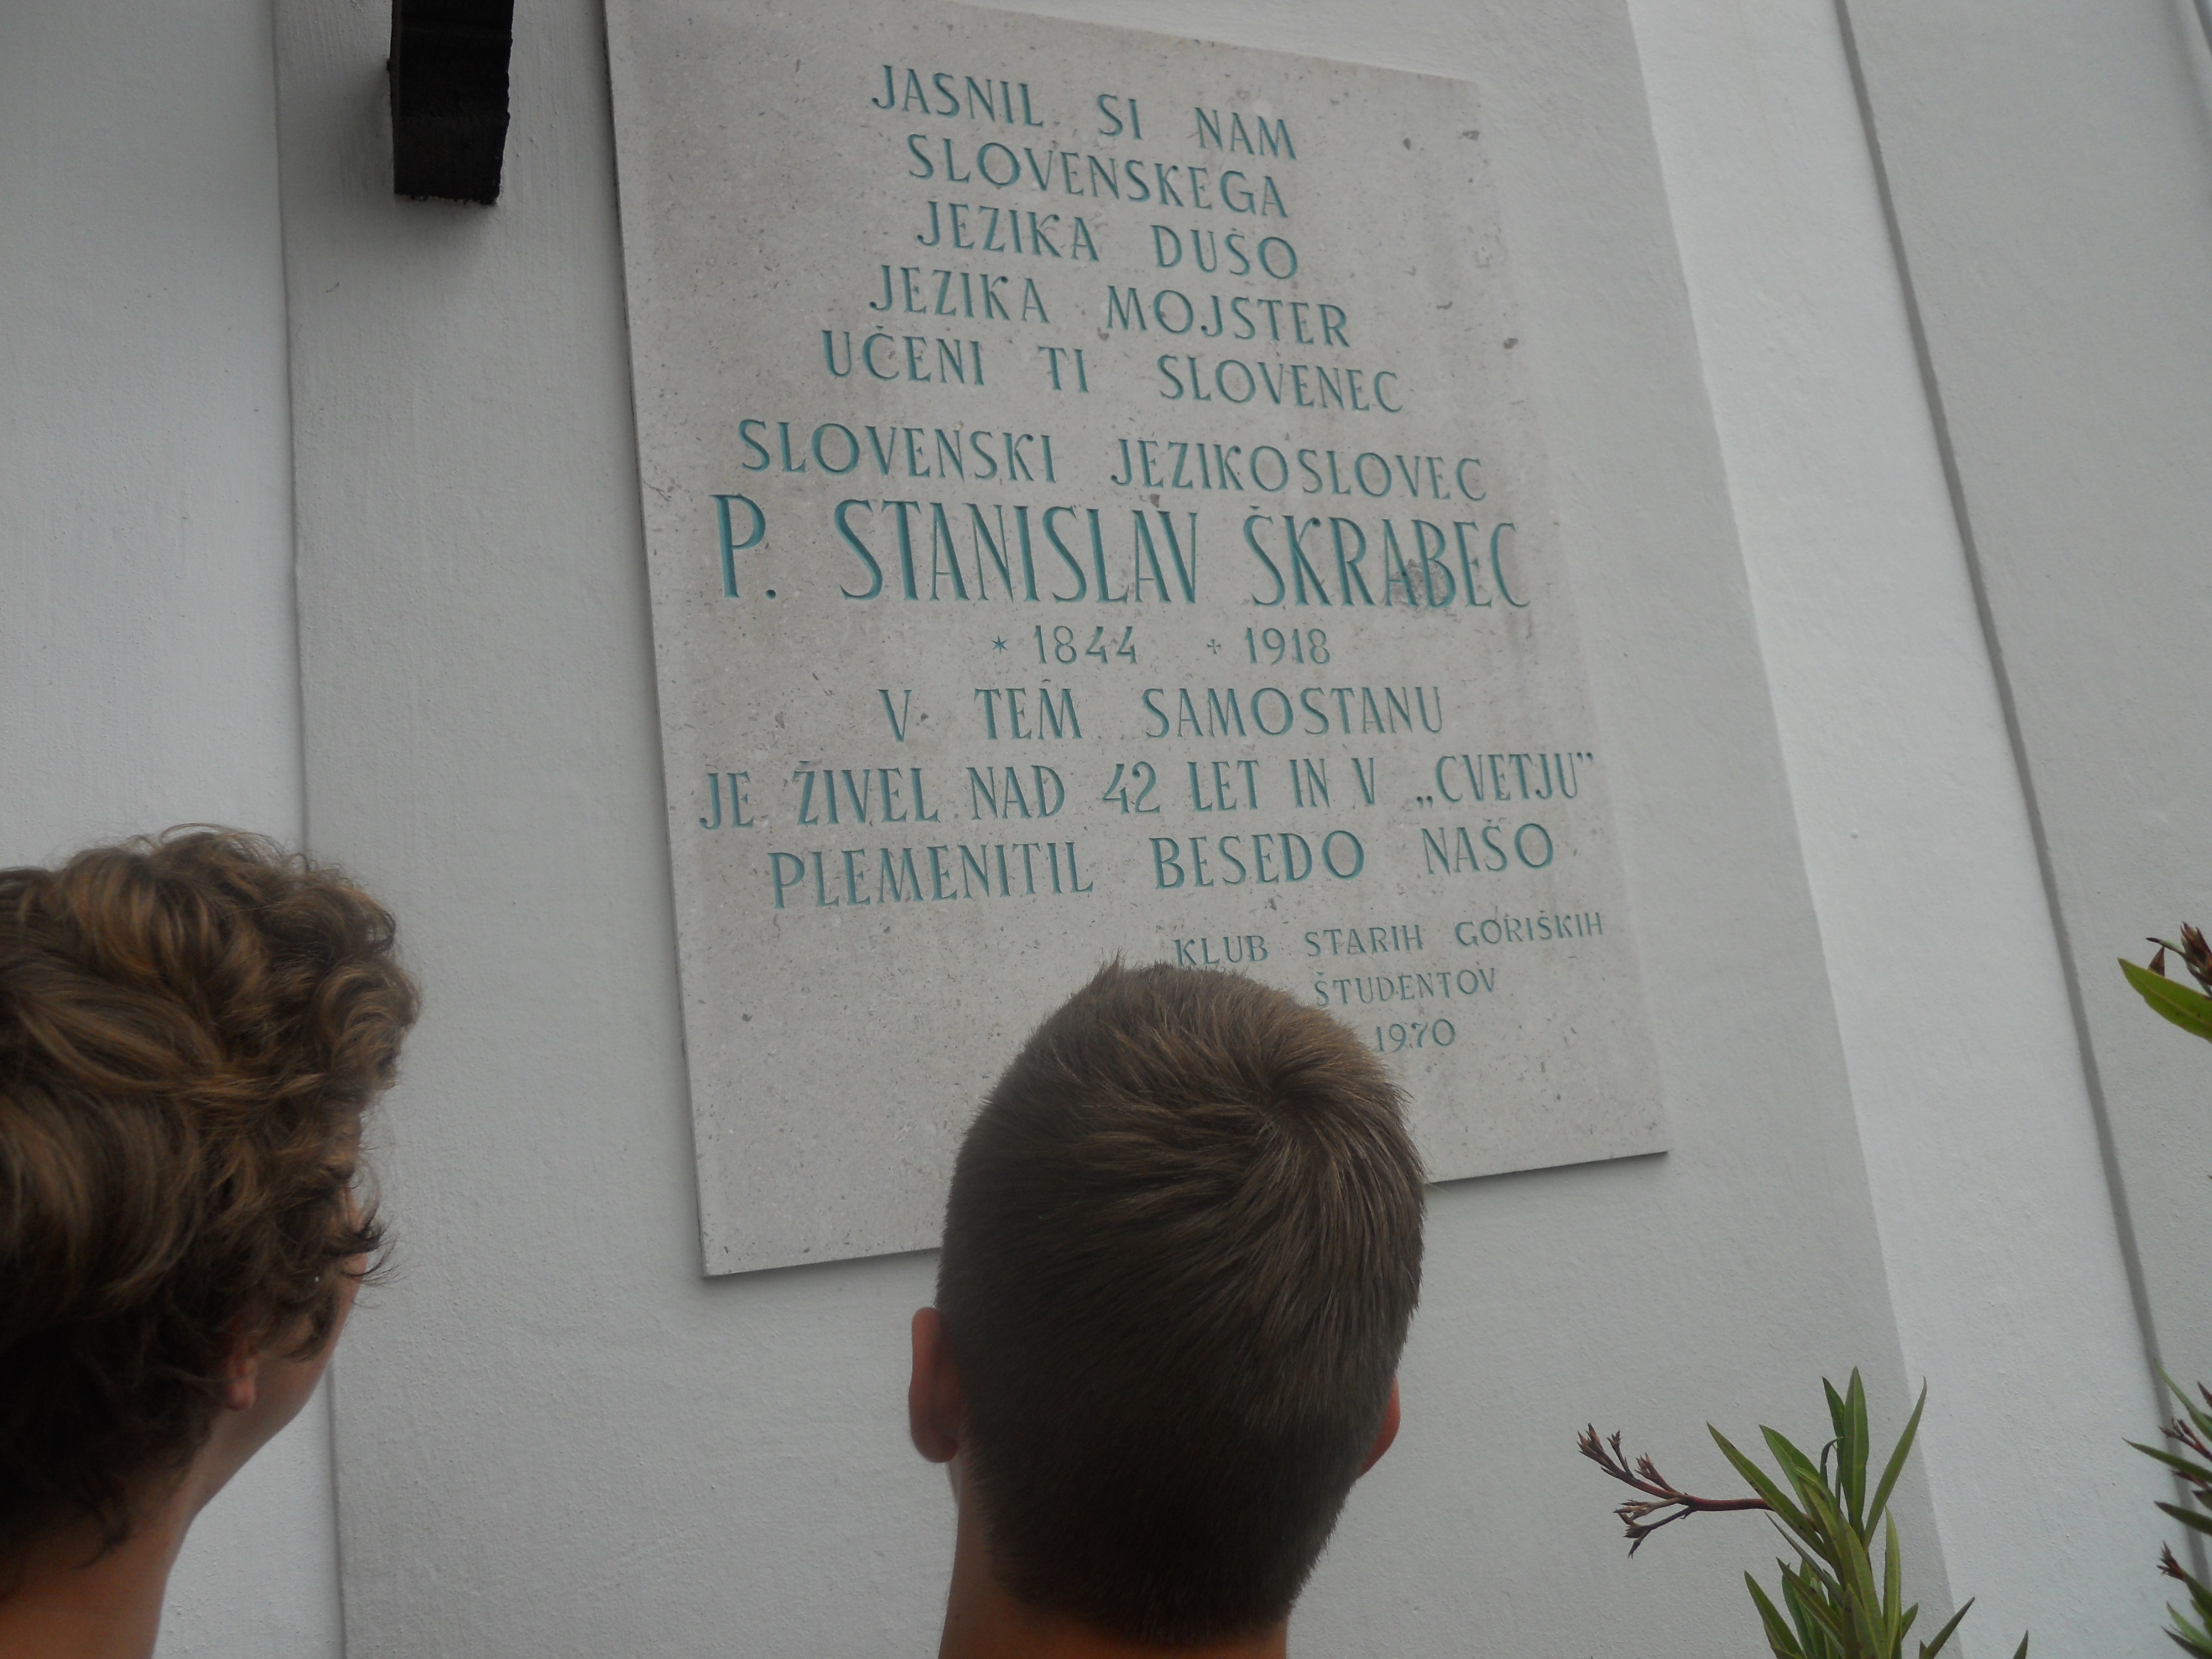 JASNIL SI NAM
SLOVENSKEGA
JEZIKA DUŠO
JEZIKA MOJSTER
UČENI TI SLOVENEC
SLOVENSKI JEZIKOSLOVEC
P. STANISLAV ŠKRABEC
* 1844 + 1918
V TEM SAMOSTANU
JE ŽIVEL NAD 42 LET IN V „CVETJU”
PLEMENITIL BESEDO NAŠO
KLUB STARIH GORIŠKIH
ŠTUDENTOV
1970